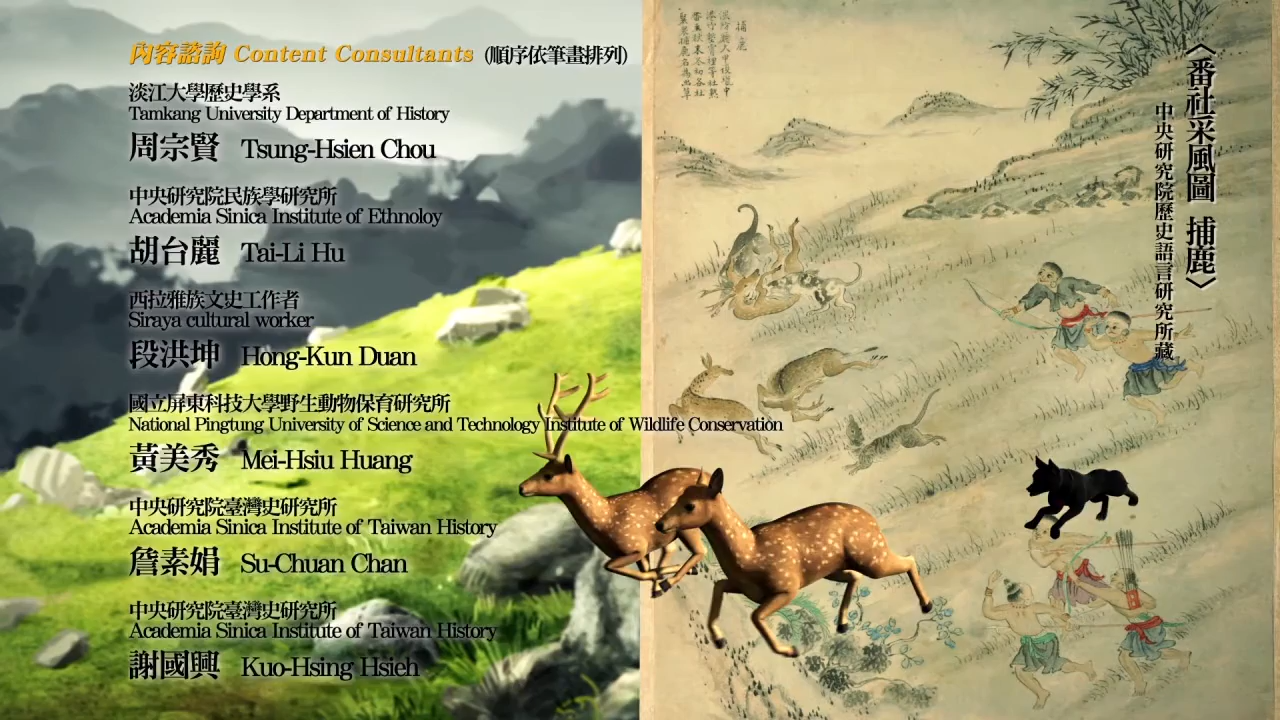 內容諮詢 Content Consultants (順序依筆畫排列)
淡江大學歷史學系
Tamkang University Department of History
周宗賢 Tsung-Hsien Chou
中央研究院民族學研究所
Academia Sinica Institute of Ethnoloy
胡台麗 Tai-Li Hu
西拉雅族文史工作者
Siraya cultural worker
段洪坤 Hong-Kun Duan
國立屏東科技大學野生動物保育研究所
National Pingtung University of Science and Technology Institute of Wildlife Conservation
黃美秀 Mei-Hsiu Huang
中央研究院臺灣史研究所
Academia Sinica Institute of Taiwan History
詹素娟 Su-Chuan Chan
中央研究院臺灣史研究所
Academia Sinica Institute of Taiwan History
謝國興 Kuo-Hsing Hsieh
〈番社采風圖 捕鹿〉
中央研究院歷史語言研究所藏
捕鹿